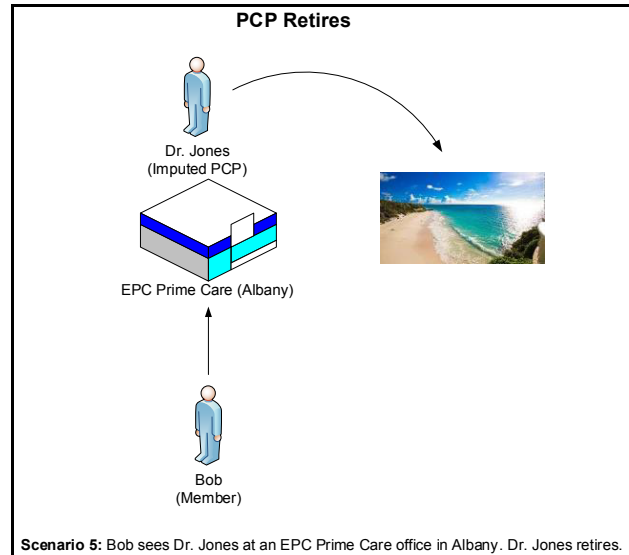 PCP Retires
Dr. Jones
(Imputed PCP)
EPC Prime Care (Albany)
Bob
(Member)
Scenario 5: Bob sees Dr. Jones at an EPC Prime Care office in Albany. Dr. Jones retires.